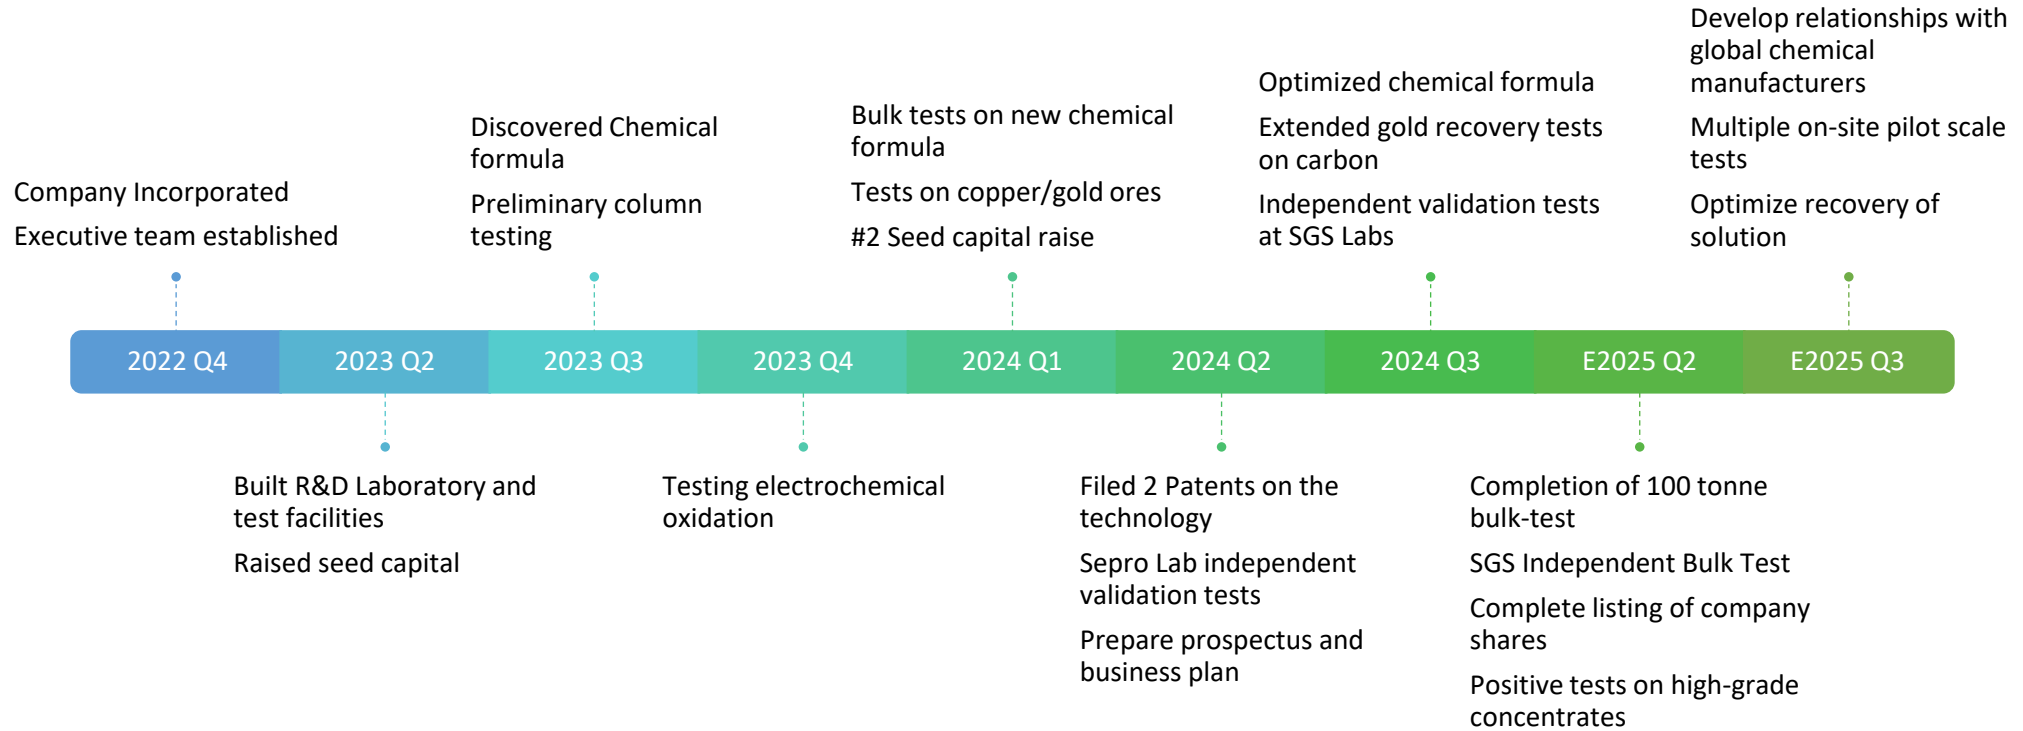 Company Incorporated
Executive team established
Discovered Chemical
formula
Preliminary column
testing
Bulk tests on new chemical
formula
Tests on copper/gold ores
#2 Seed capital raise
Optimized chemical formula
Extended gold recovery tests
on carbon
Independent validation tests
at SGS Labs
Develop relationships with
global chemical
manufacturers
Multiple on-site pilot scale
tests
Optimize recovery of
solution
2022 Q4
2023 Q2
2023 Q3
2023 Q4
2024 Q1
2024 Q2
2024 Q3
E2025 Q2
E2025 Q3
Built R&D Laboratory and
test facilities
Raised seed capital
Testing electrochemical
oxidation
Filed 2 Patents on the
technology
Sepro Lab independent
validation tests
Prepare prospectus and
business plan
Completion of 100 tonne
bulk-test
SGS Independent Bulk Test
Complete listing of company
shares
Positive tests on high-grade
concentrates